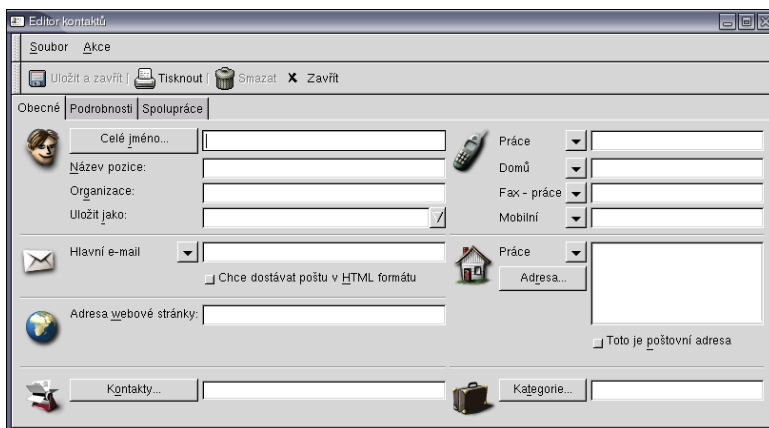 Editor kontaktů
Soubor Akce
Uložit a zavřít Tisknout Smazat Zavřít
Obecné Podrobnosti Spolupráce
Celé jméno... Práce
Název pozice: Domů
Organizace: Fax - práce
Uložit jako: Mobilní
Hlavní e-mail Práce
Chce dostávat poštu v HTML formátu Adresa...
Adresa webové stránky:
Toto je poštovní adresa
Kontakty... Kategorie...